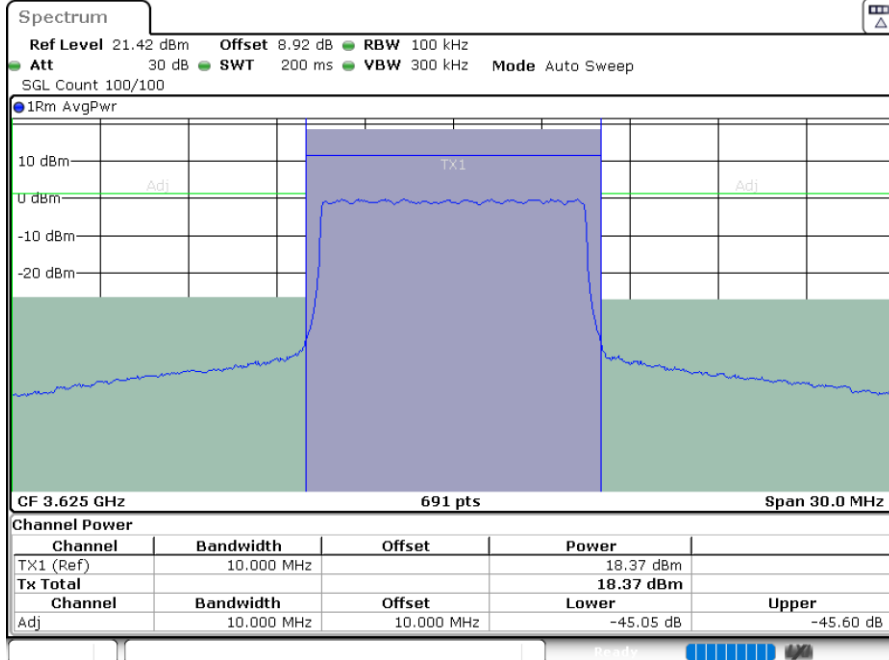 Spectrum
Ref Level 21.42 dBm Offset 8.92 dB RBW 100 kHz
Att 30 dB SWT 200 ms VBW 300 kHz Mode Auto Sweep
SGL Count 100/100
1Rm AvgPwr
10 dBm
TX1
Adj Adj
0 dBm
-10 dBm
-20 dBm
CF 3.625 GHz 691 pts Span 30.0 MHz
Channel Power
Channel Bandwidth Offset Power
TX1 (Ref) 10.000 MHz 18.37 dBm
Tx Total 18.37 dBm
Channel Bandwidth Offset Lower Upper
Adj 10.000 MHz 10.000 MHz -45.05 dB -45.60 dB
Ready